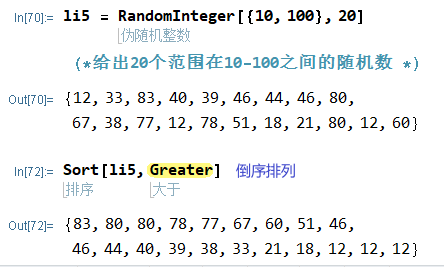 In[70]:= li5 = RandomInteger[{10, 100}, 20]
伪随机整数
(*给出20个范围在10-100之间的随机数 *)
Out[70]= {12, 33, 83, 40, 39, 46, 44, 46, 80,
67, 38, 77, 12, 78, 51, 18, 21, 80, 12, 60}
In[72]:= Sort[li5, Greater] 倒序排列
排序 大于
Out[72]= {83, 80, 80, 78, 77, 67, 60, 51, 46,
46, 44, 40, 39, 38, 33, 21, 18, 12, 12, 12}